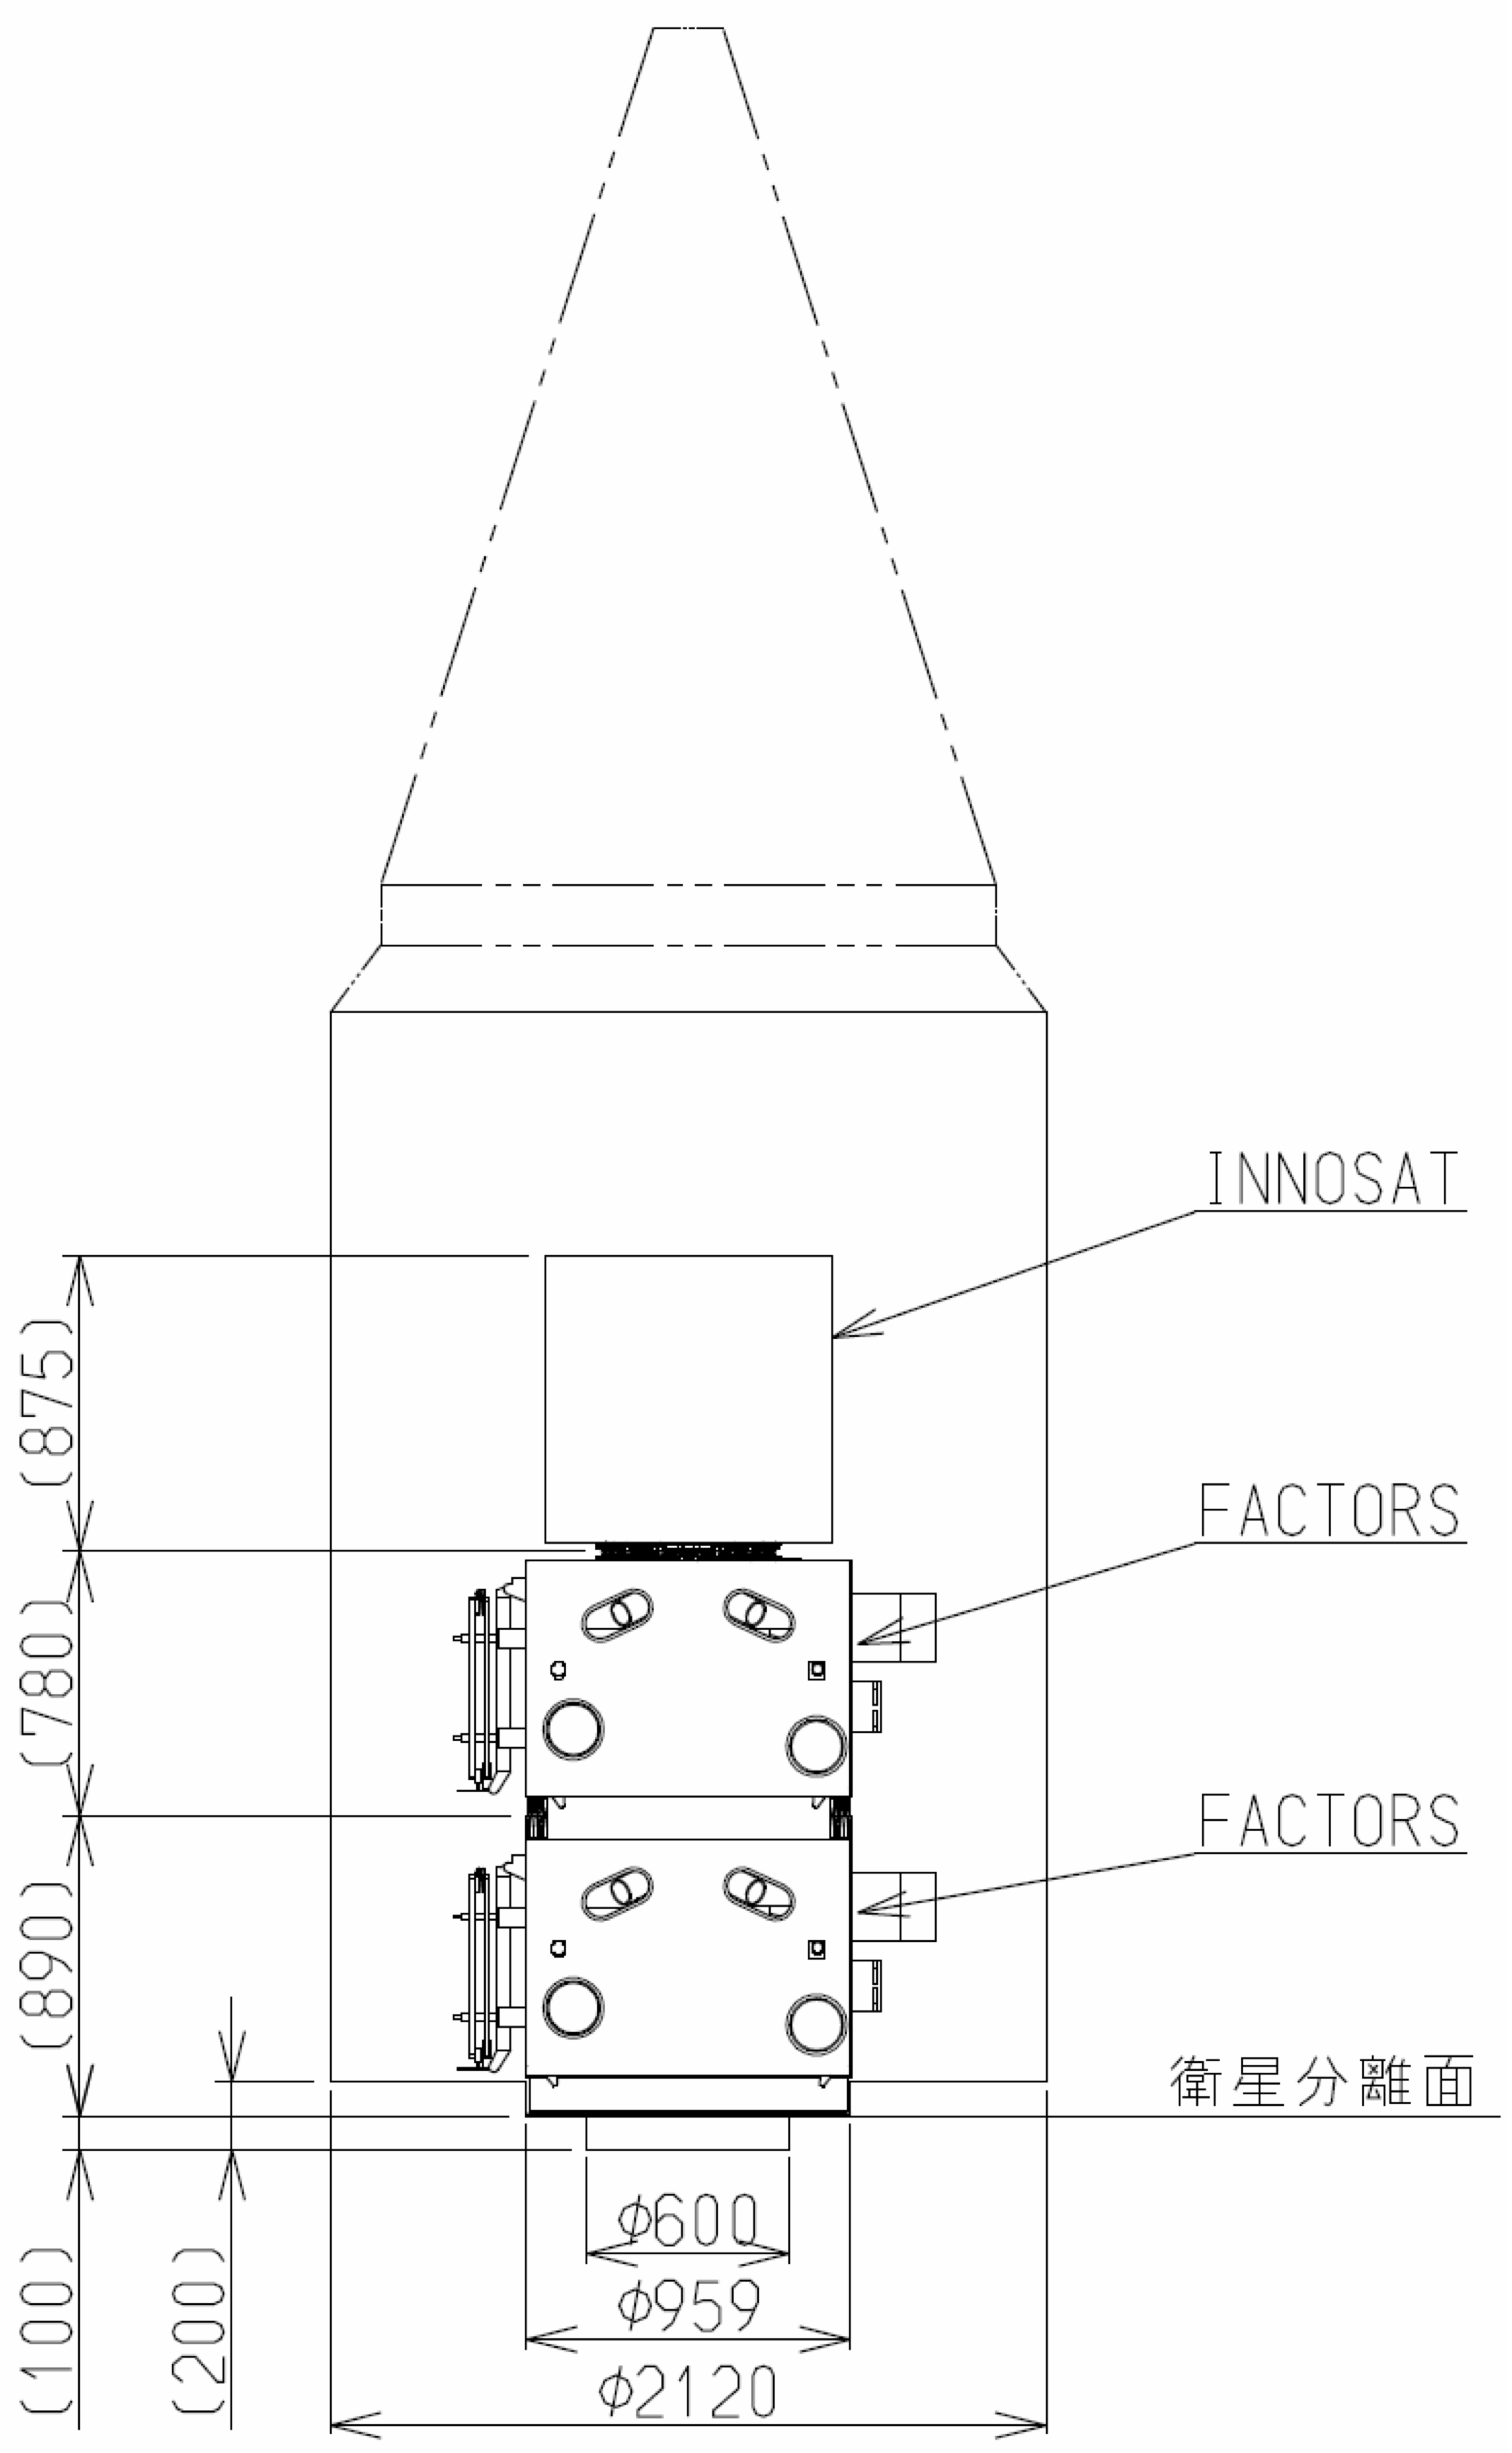 INNOSAT
(875)
FACTORS
(780)
FACTORS
(890)
衛星分離面
φ600
(100)
(200)
φ959
φ2120